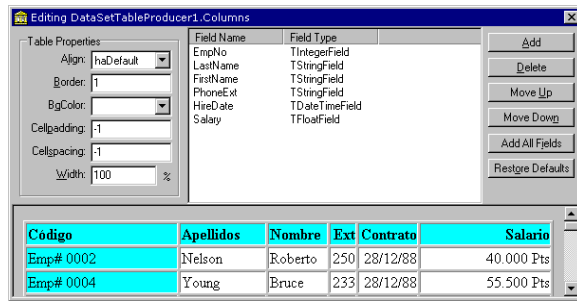 Editing DataSetTableProducer1.Columns
Table Properties
Align: haDefault
Border: 1
BgColor:
Cellpadding: -1
Cellspacing: -1
Width: 100 %
Field Name Field Type
EmpNo TIntegerField
LastName TStringField
FirstName TStringField
PhoneExt TStringField
HireDate TDateTimeField
Salary TFloatField
Add
Delete
Move Up
Move Down
Add All Fields
Restore Defaults
Código Apellidos Nombre Ext Contrato Salario
Emp# 0002 Nelson Roberto 250 28/12/88 40.000 Pts
Emp# 0004 Young Bruce 233 28/12/88 55.500 Pts